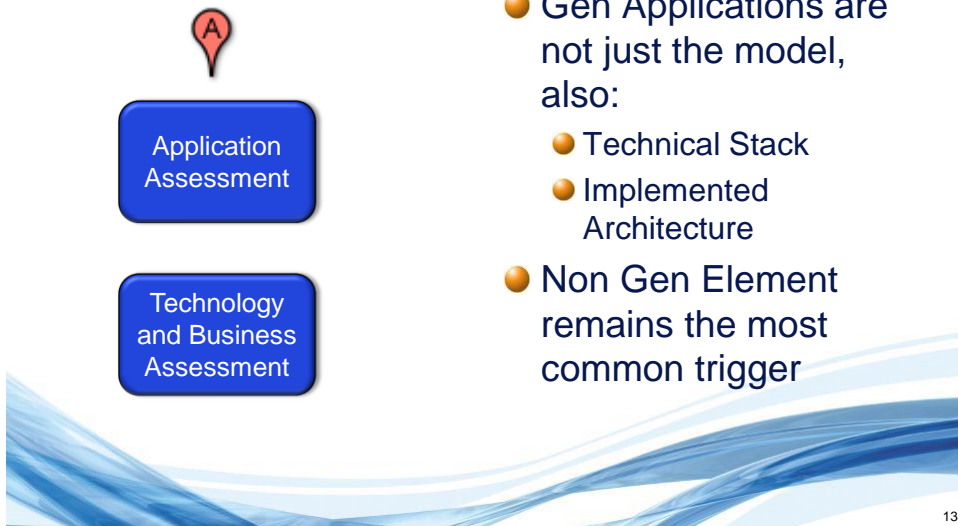 A
Application
Assessment
Technology
and Business
Assessment
Gen Applications are
not just the model,
also:
Technical Stack
Implemented
Architecture
Non Gen Element
remains the most
common trigger
13